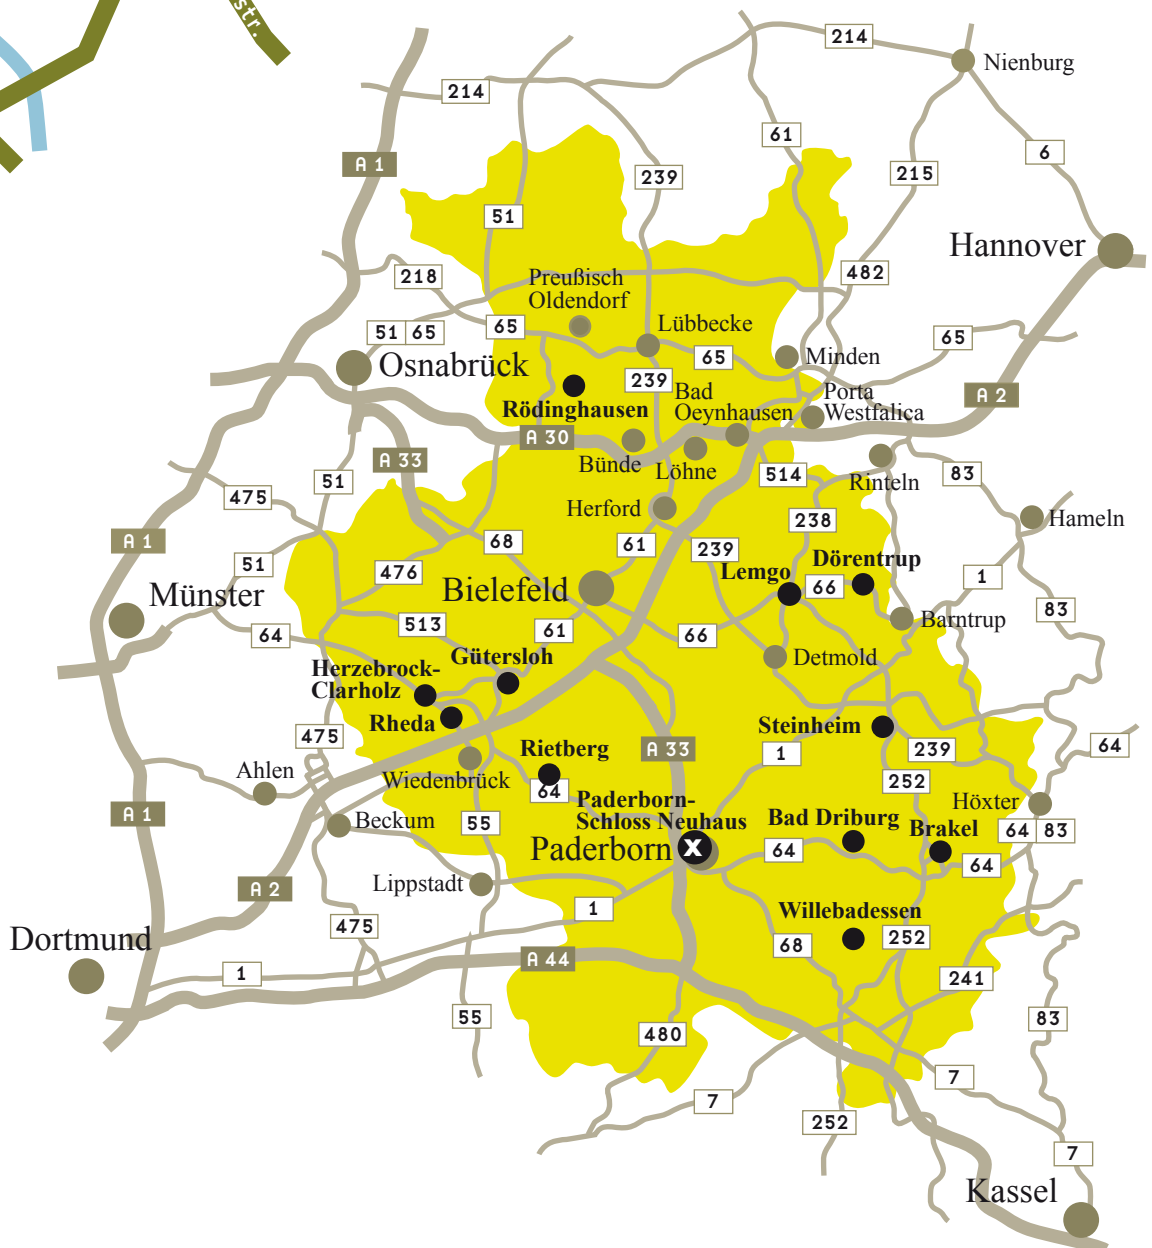 str.
214
Nienburg
214
A 1
61
6
239
215
51
Hannover
482
218
Preußisch
Oldendorf
51
65
65
Lübbecke
65
65
Minden
Osnabrück
239
Bad
Oeynhausen
Porta
Westfalica
A 2
Rödinghausen
A 30
A 33
Bünde
Löhne
514
Rinteln
83
51
475
Herford
238
Hameln
A 1
68
61
239
51
476
Lemgo
Dörentrup
66
1
Bielefeld
Münster
83
Barntrup
64
513
61
66
Gütersloh
Detmold
Herzebrock-
Clarholz
Rheda
Steinheim
475
A 33
1
239
64
Rietberg
Ahlen
Wiedenbrück
252
64
Paderborn-
Schloss Neuhaus
Höxter
A 1
Beckum
55
Bad Driburg
Brakel
64
83
x
Paderborn
64
64
Lippstadt
A 2
1
Willebadessen
475
Dortmund
68
252
A 44
1
241
55
480
83
7
7
252
7
Kassel